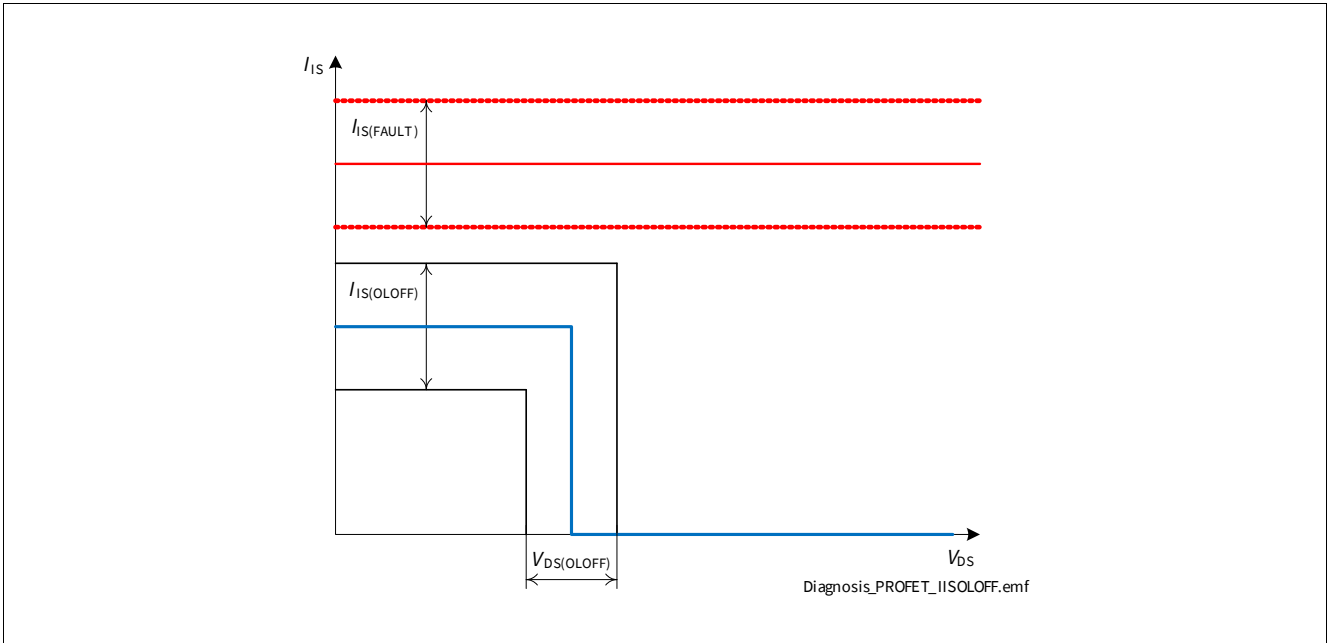 IIS
IIS(FAULT)
IIS(OLOFF)
VDS(OLOFF)
VDS
Diagnosis_PROFET_IISOLOFF.emf